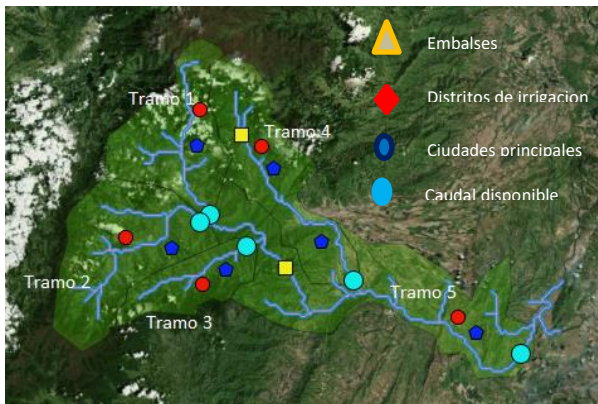 Embalses
Tramo 1
Distritos de irrigacion
Tramo 4
Ciudades principales
Caudal disponible
Tramo 2
Tramo 5
Tramo 3